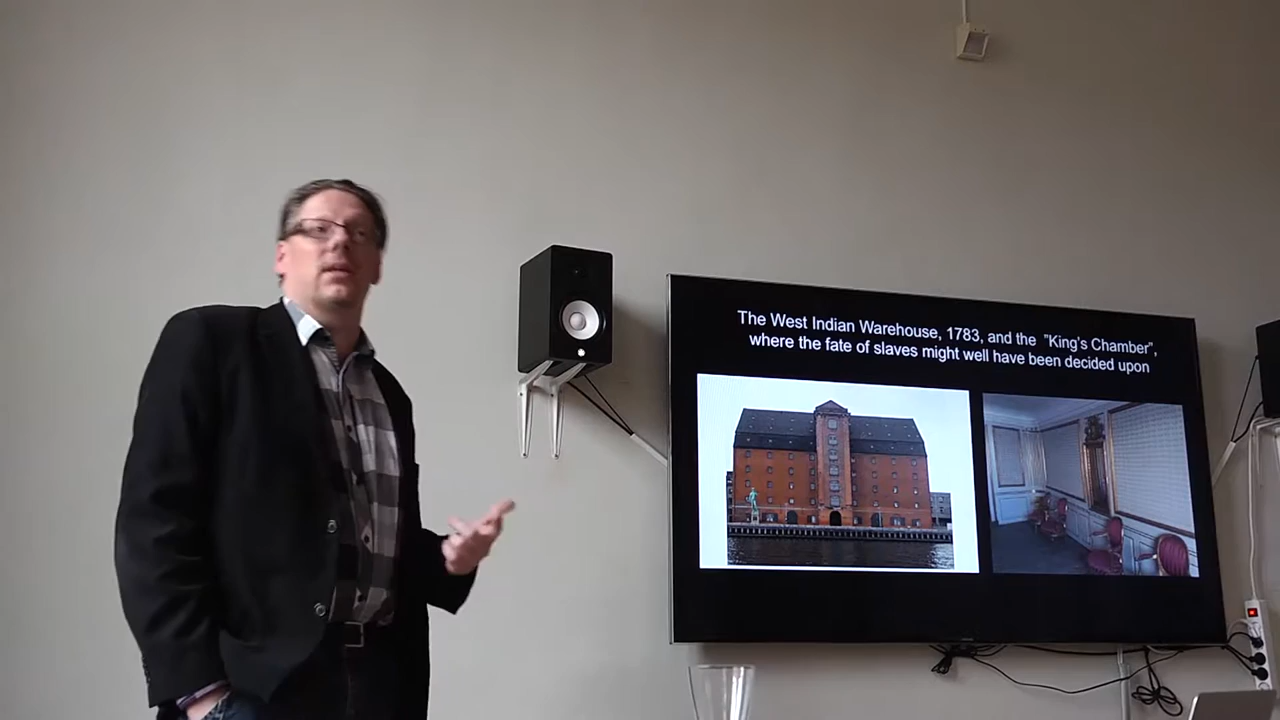 The West Indian Warehouse, 1783, and the "King's Chamber",
where the fate of slaves might well have been decided upon